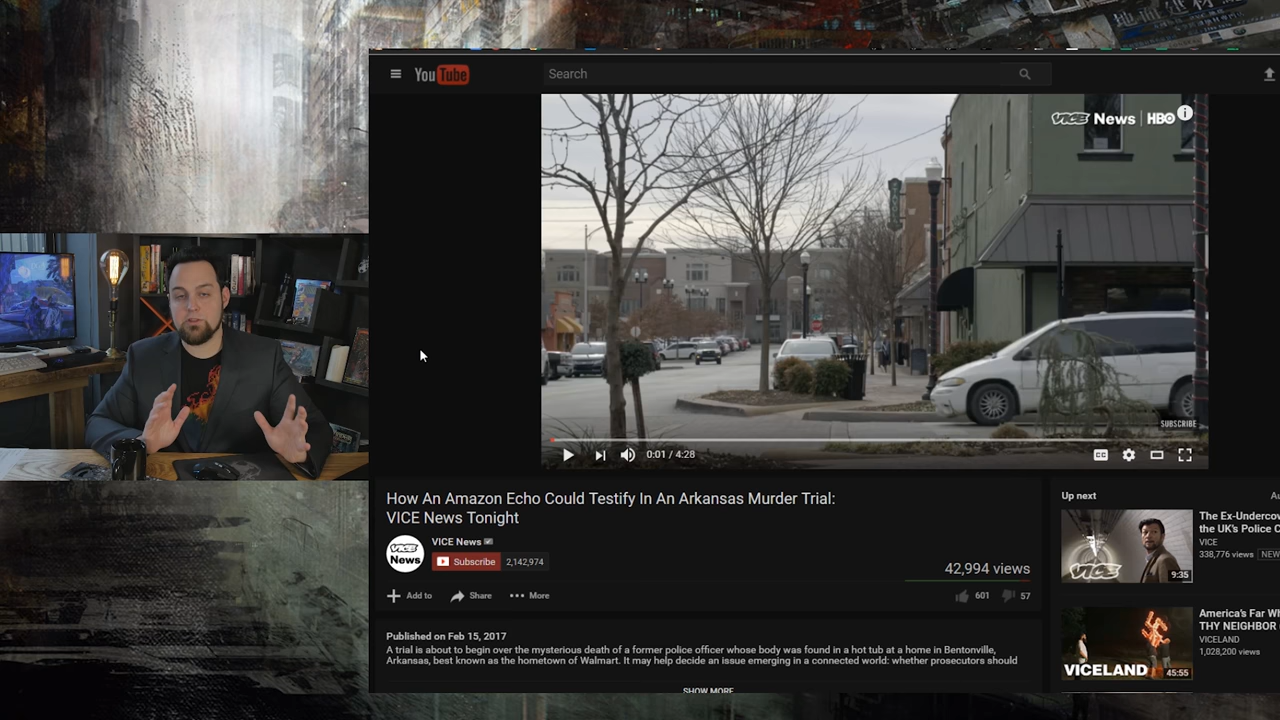 YouTube
Search
VICE News | HBO
SUBSCRIBE
0:01 / 4:28
CC
How An Amazon Echo Could Testify In An Arkansas Murder Trial:
VICE News Tonight
VICE
News
VICE News
Subscribe 2,142,974
42,994 views
Add to Share More
601 57
Published on Feb 15, 2017
A trial is about to begin over the mysterious death of a former police officer whose body was found in a hot tub at a home in Bentonville,
Arkansas, best known as the hometown of Walmart. It may help decide an issue emerging in a connected world: whether prosecutors should
SHOW MORE
Up next
The Ex-Undercov
the UK's Police C
VICE
338,776 views NEW
VICE
9:35
America's Far W
THY NEIGHBOR
VICELAND
1,028,200 views
VICELAND
45:55